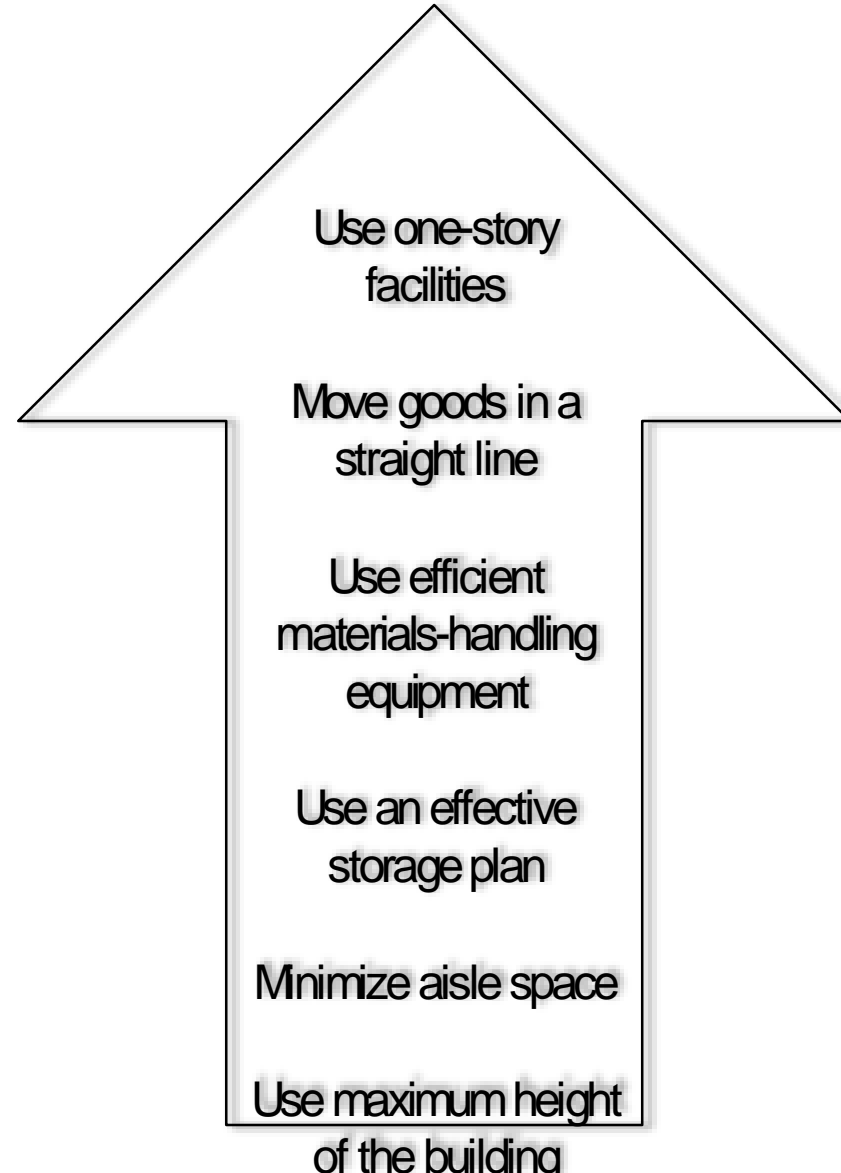 Use one-story
facilities
Move goods in a
straight line
Use efficient
materials-handling
equipment
Use an effective
storage plan
Minimize aisle space
Use maximum height
of the building